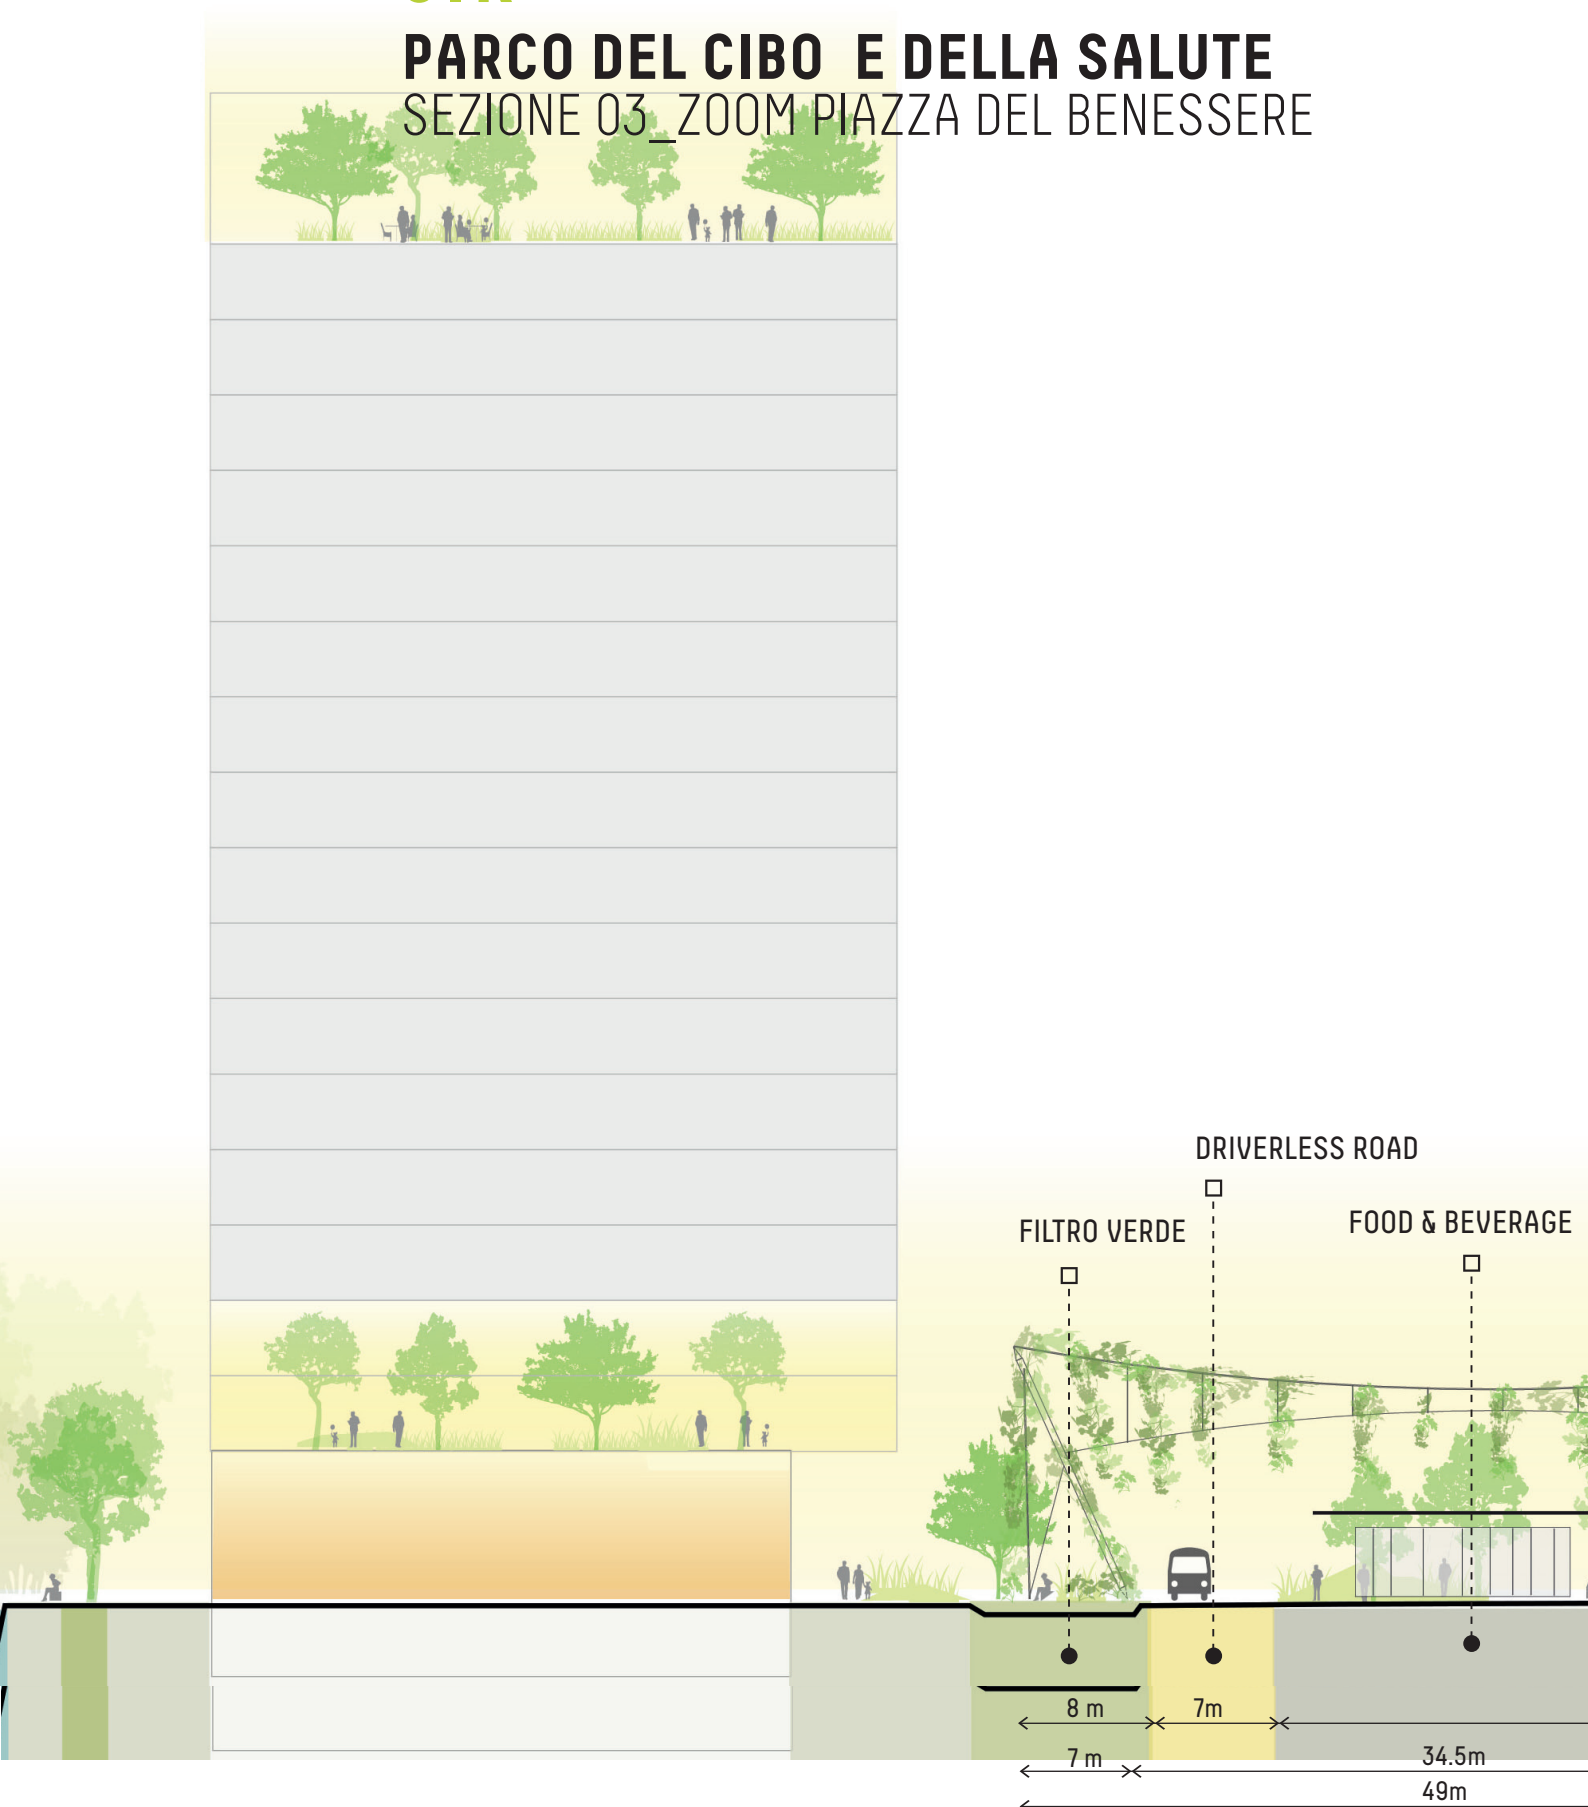 PARCO DEL CIBO E DELLA SALUTE
SEZIONE 03_ZOOM PIAZZA DEL BENESSERE
DRIVERLESS ROAD
FILTRO VERDE
FOOD & BEVERAGE
8 m
7m
7 m
34.5m
49m